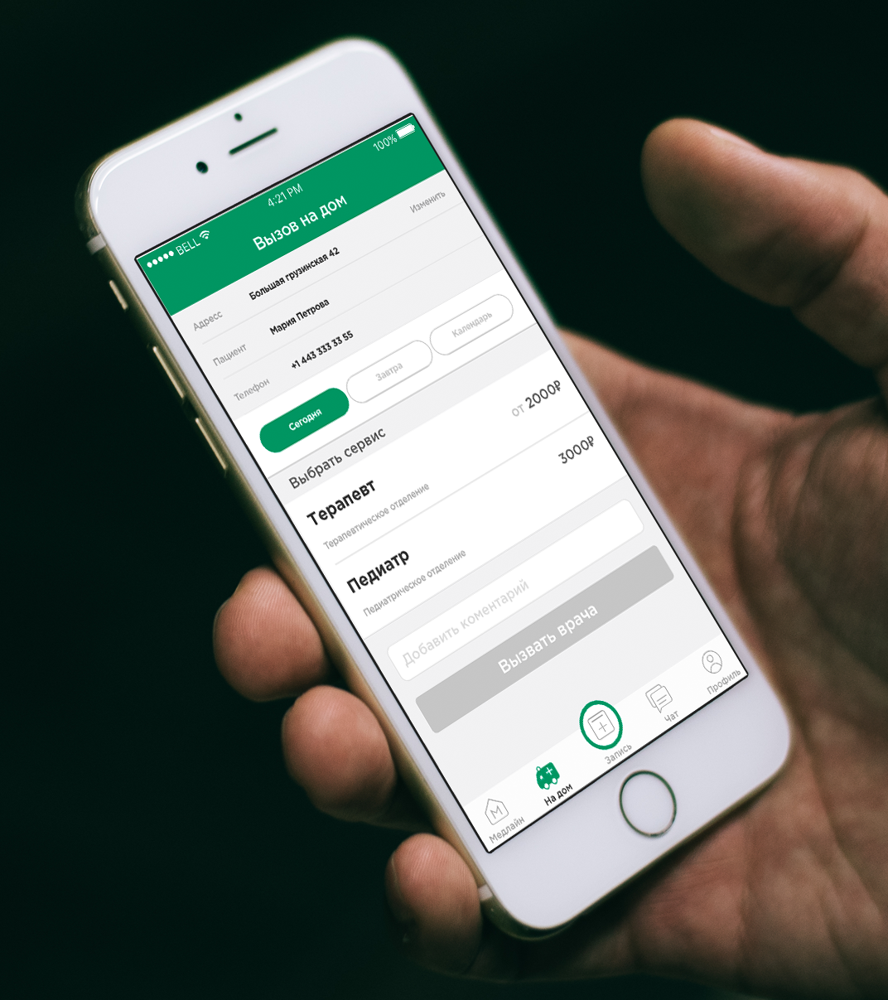 ●●●●● BELL 4:21 PM 100%
Вызов на дом
Адресс Большая грузинская 42 Изменить
Пациент Мария Петрова
Телефон +1 443 333 33 55
Сегодня Завтра Календарь
Выбрать сервис
Терапевт от 2000₽
Терапевтическое отделение
Педиатр 3000₽
Педиатрическое отделение
Добавить коментарий
Вызвать врача
Медлайн На дом Запись Чат Профиль